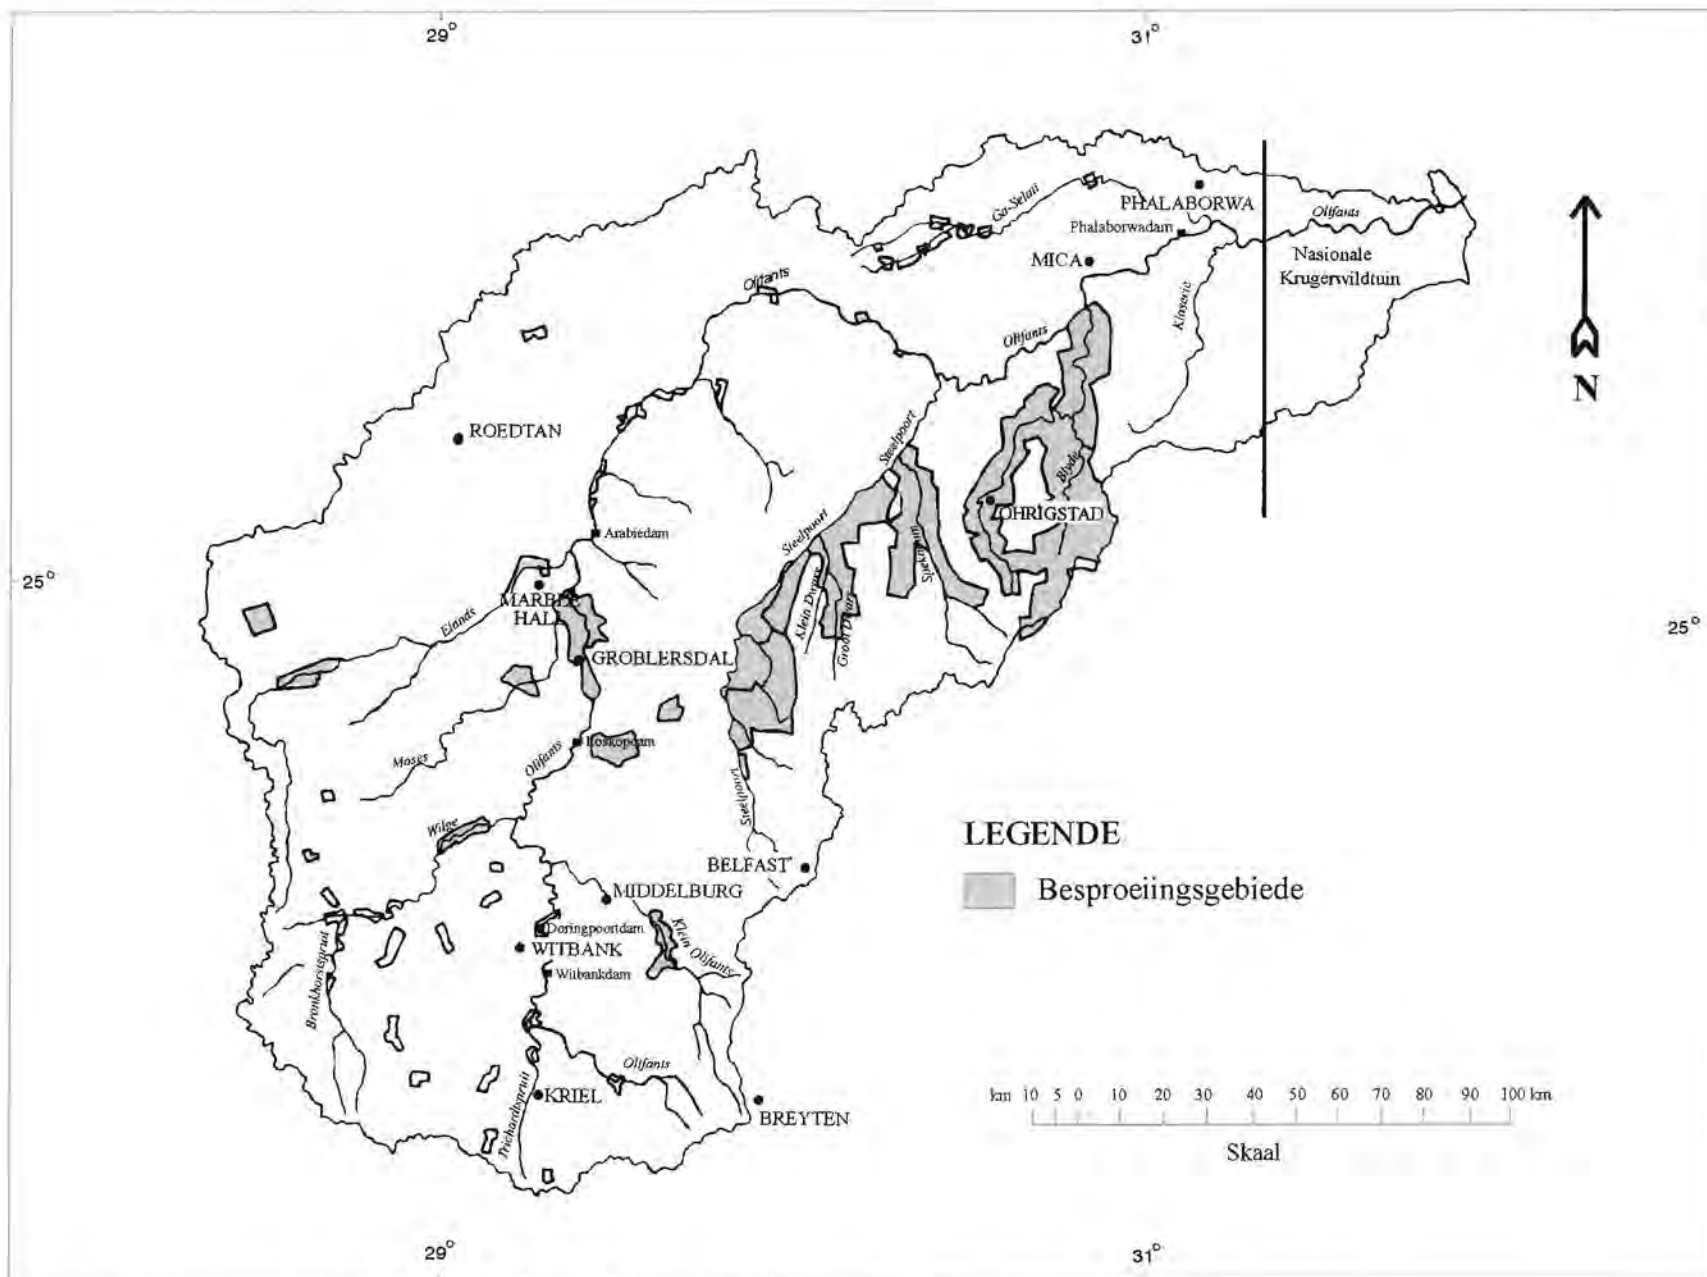 29°
31°
Ga-Selati
PHALABORWA
Phalaborwadam
Olifants
MICA
Nasionale
Krugerwildtuin
Olifants
Klaserie
Olifants
N
ROEDTAN
Steelpoort
Blyde
OHRIGSTAD
Steelpoort
Arabiedam
Spekboom
25°
MARBLE
HALL
Elands
Klein Dwars
Groot Dwars
25°
GROBLERSDAL
Moses
Olifants
Loskopdam
Steelpoort
Wilge
LEGENDE
BELFAST
Besproeiingsgebiede
MIDDELBURG
Doringpoortdam
WITBANK
Klein Olifants
Witbankdam
Bronkhorstspruit
Olifants
Trichardtspruit
KRIEL
BREYTEN
km 10 5 0 10 20 30 40 50 60 70 80 90 100 km
Skaal
29°
31°